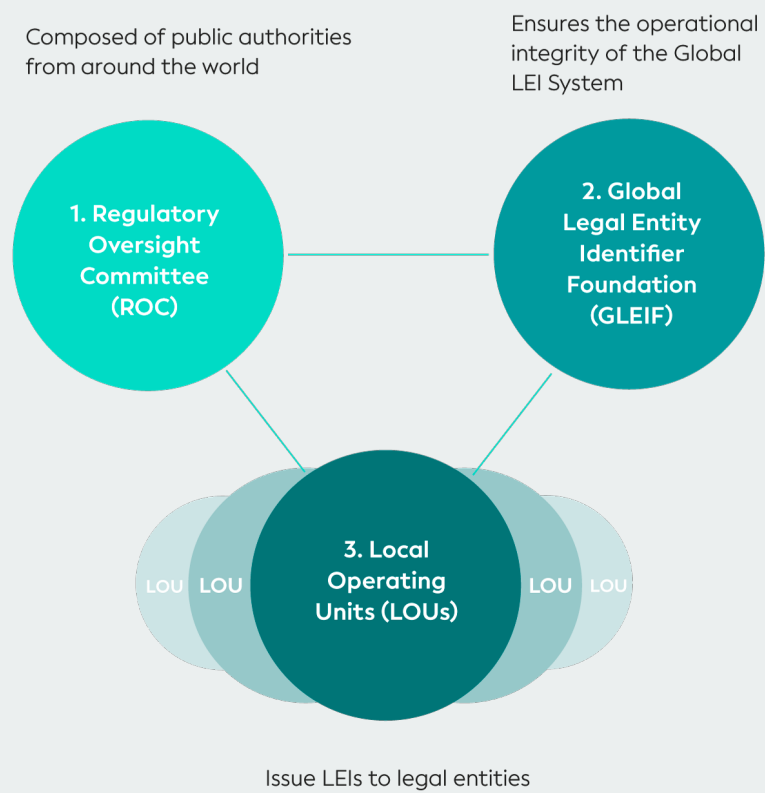 Composed of public authorities
from around the world
Ensures the operational
integrity of the Global
LEI System
1. Regulatory
Oversight
Committee
(ROC)
2. Global
Legal Entity
Identifier
Foundation
(GLEIF)
LOU
LOU
3. Local
Operating
Units (LOUs)
LOU
LOU
Issue LEIs to legal entities